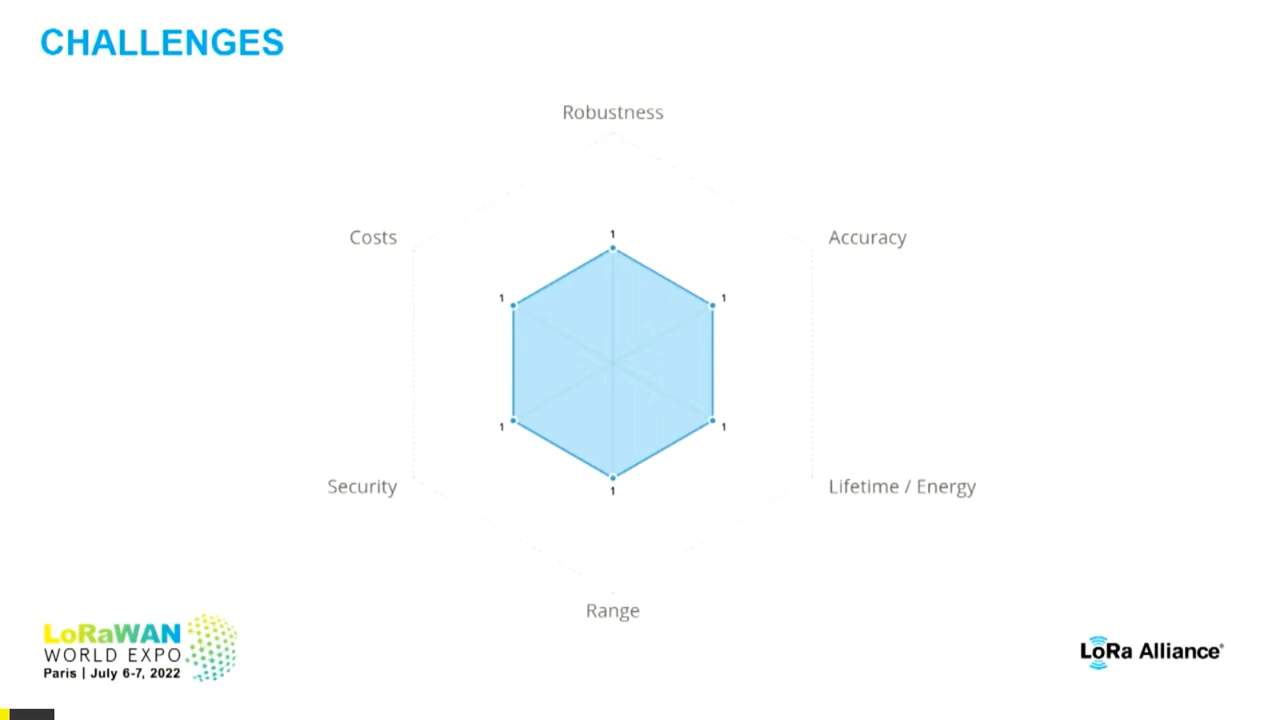 CHALLENGES
Robustness
Costs
Accuracy
1
1
1
1
1
1
Security
Lifetime / Energy
Range
LoRaWAN
WORLD EXPO
Paris | July 6-7, 2022
LoRa Alliance®